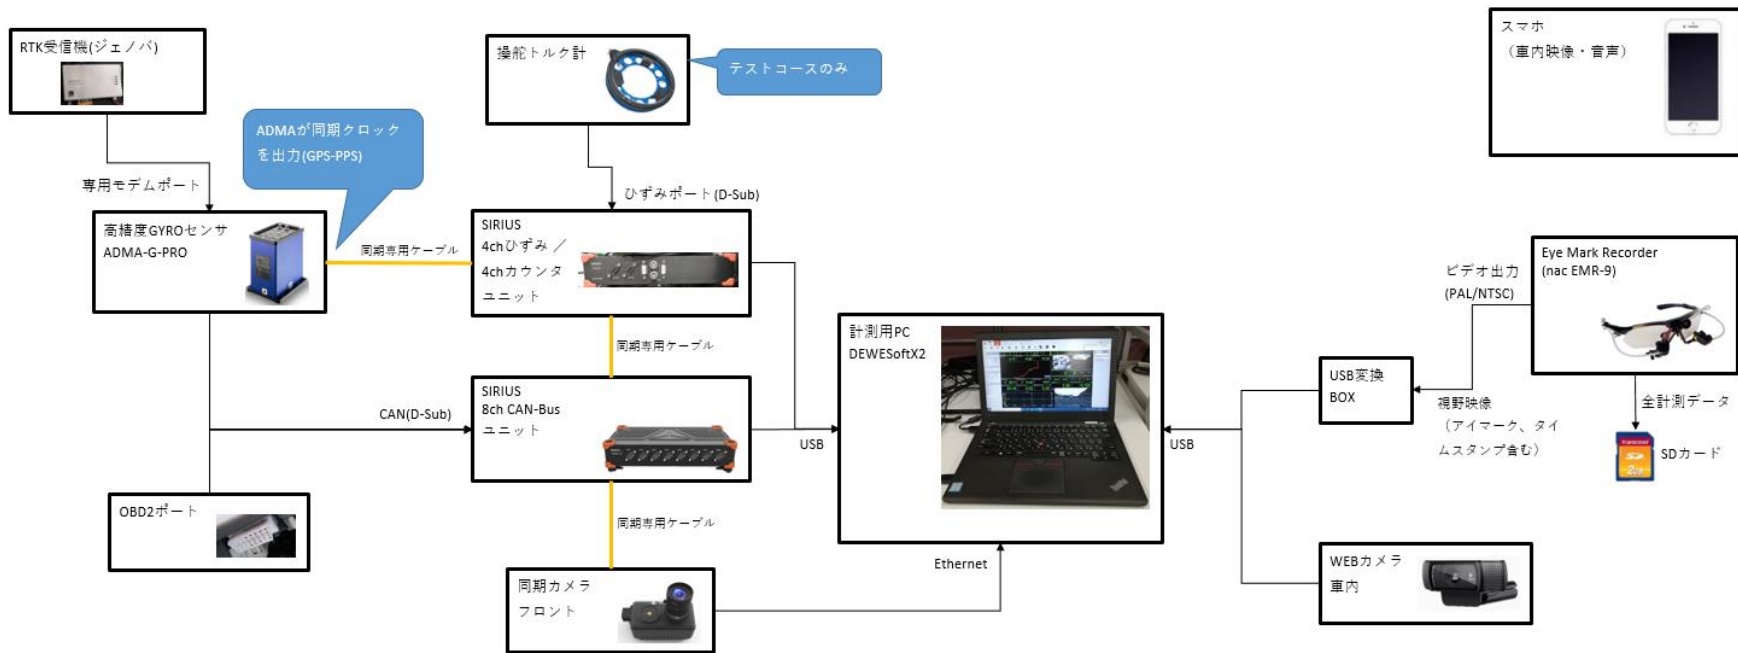 RTK受信機(ジェノバ)
操舵トルク計
テストコースのみ
スマホ
（車内映像・音声）
ADMAが同期クロック
を出力(GPS-PPS)
専用モデムポート
ひずみポート(D-Sub)
高精度GYROセンサ
ADMA-G-PRO
同期専用ケーブル
SIRIUS
4chひずみ／
4chカウンタ
ユニット
同期専用ケーブル
計測用PC
DEWESoftX2
ビデオ出力
(PAL/NTSC)
Eye Mark Recorder
(nac EMR-9)
USB変換
BOX
視野映像
（アイマーク、タイ
ムスタンプ含む）
全計測データ
SDカード
CAN(D-Sub)
SIRIUS
8ch CAN-Bus
ユニット
USB
USB
OBD2ポート
同期専用ケーブル
Ethernet
同期カメラ
フロント
WEBカメラ
車内